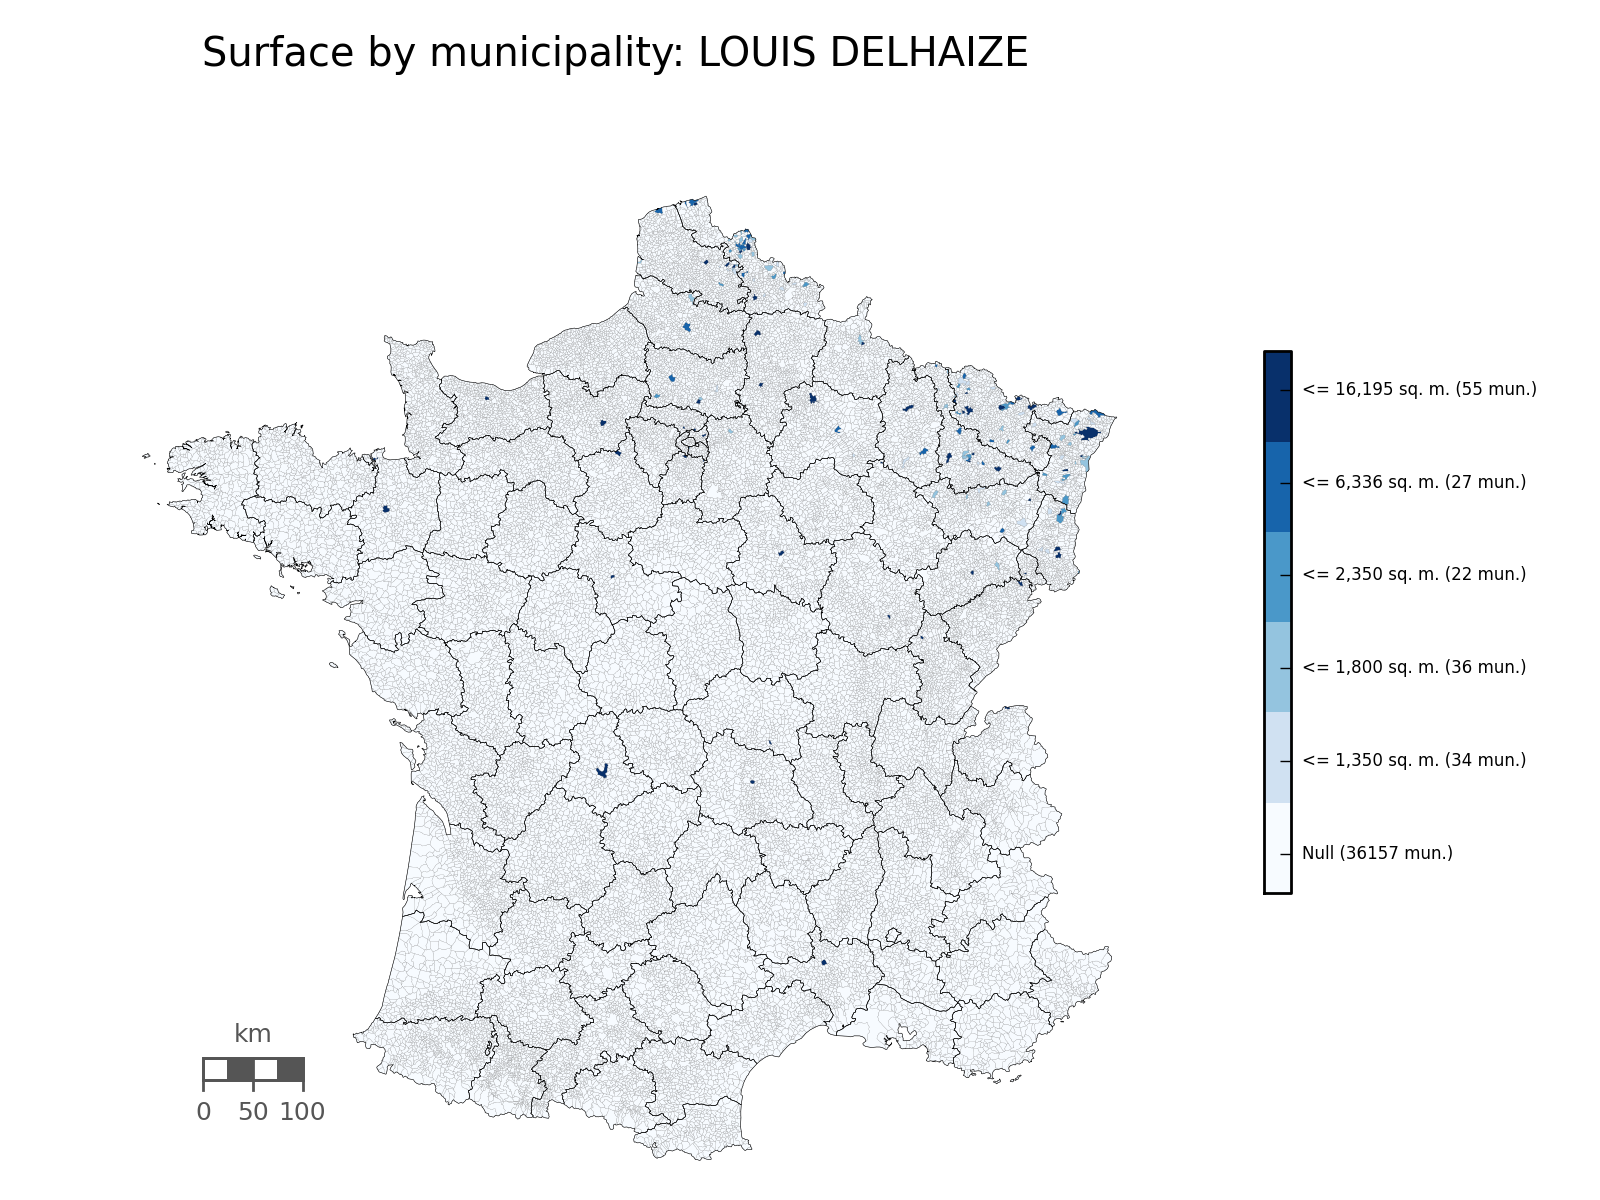 Surface by municipality: LOUIS DELHAIZE
<= 16,195 sq. m. (55 mun.)
<= 6,336 sq. m. (27 mun.)
<= 2,350 sq. m. (22 mun.)
<= 1,800 sq. m. (36 mun.)
<= 1,350 sq. m. (34 mun.)
Null (36157 mun.)
km
0 50 100